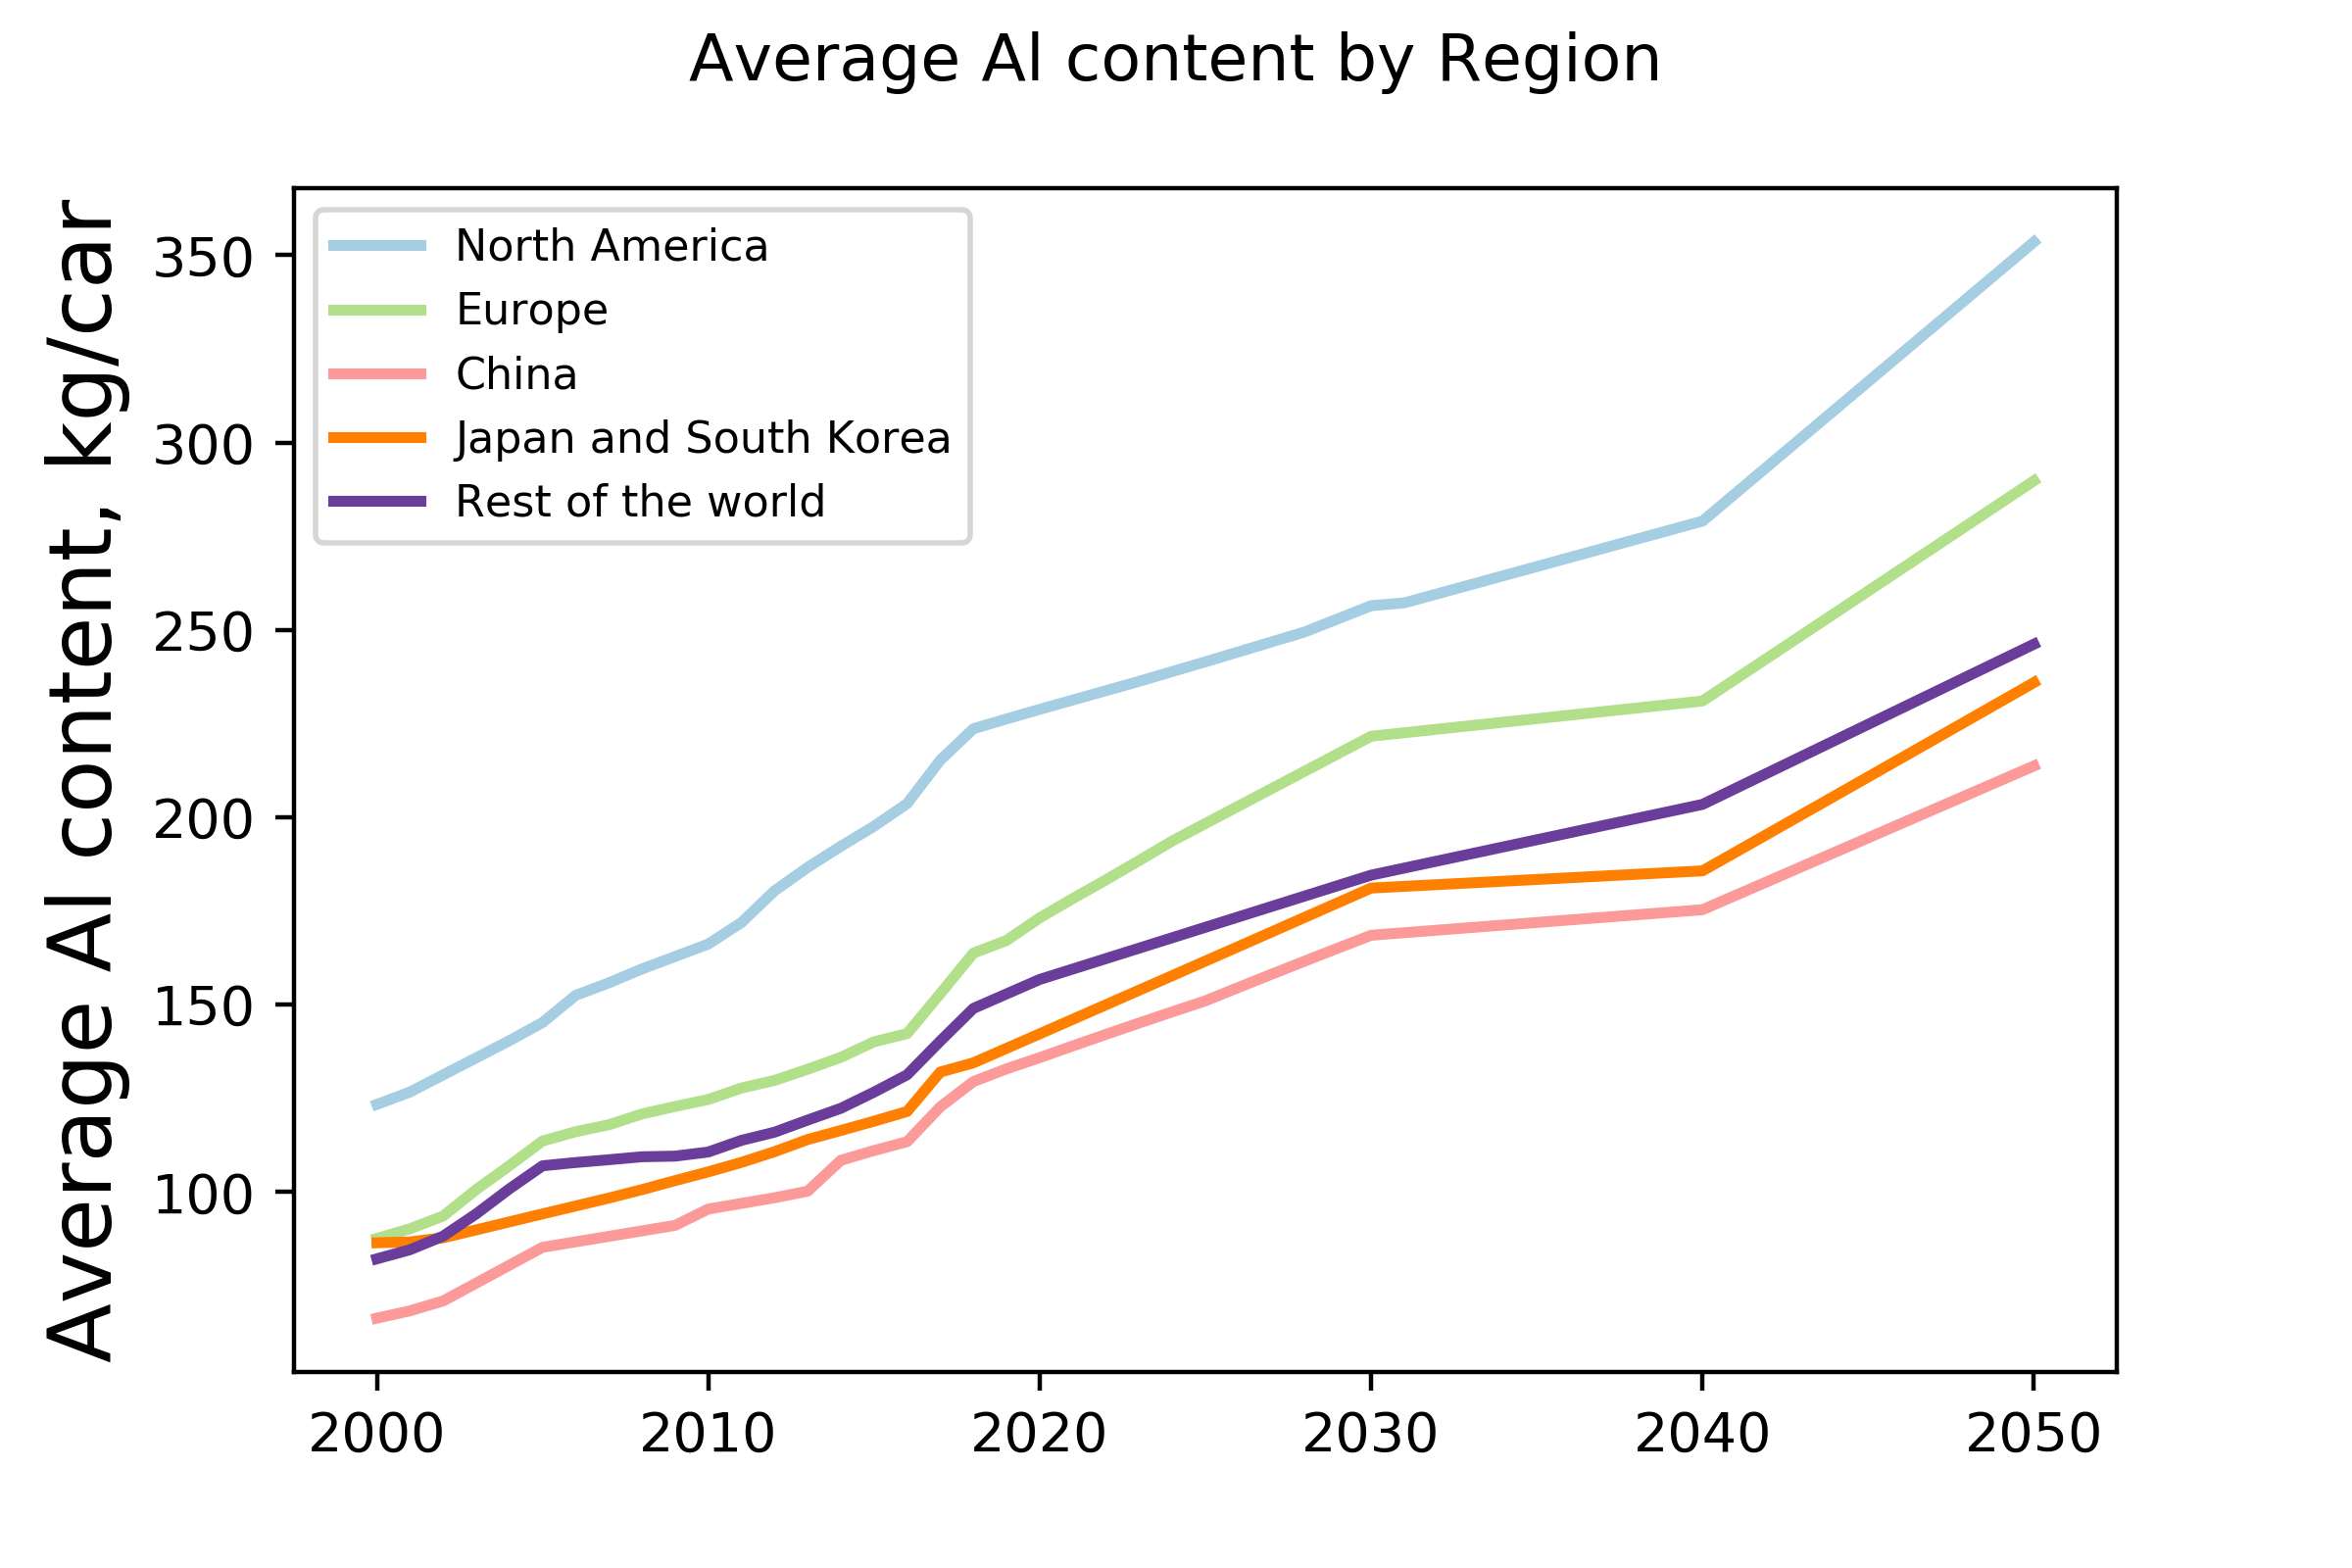 Average Al content by Region
Average Al content, kg/car
350
300
250
200
150
100
North America
Europe
China
Japan and South Korea
Rest of the world
2000 2010 2020 2030 2040 2050